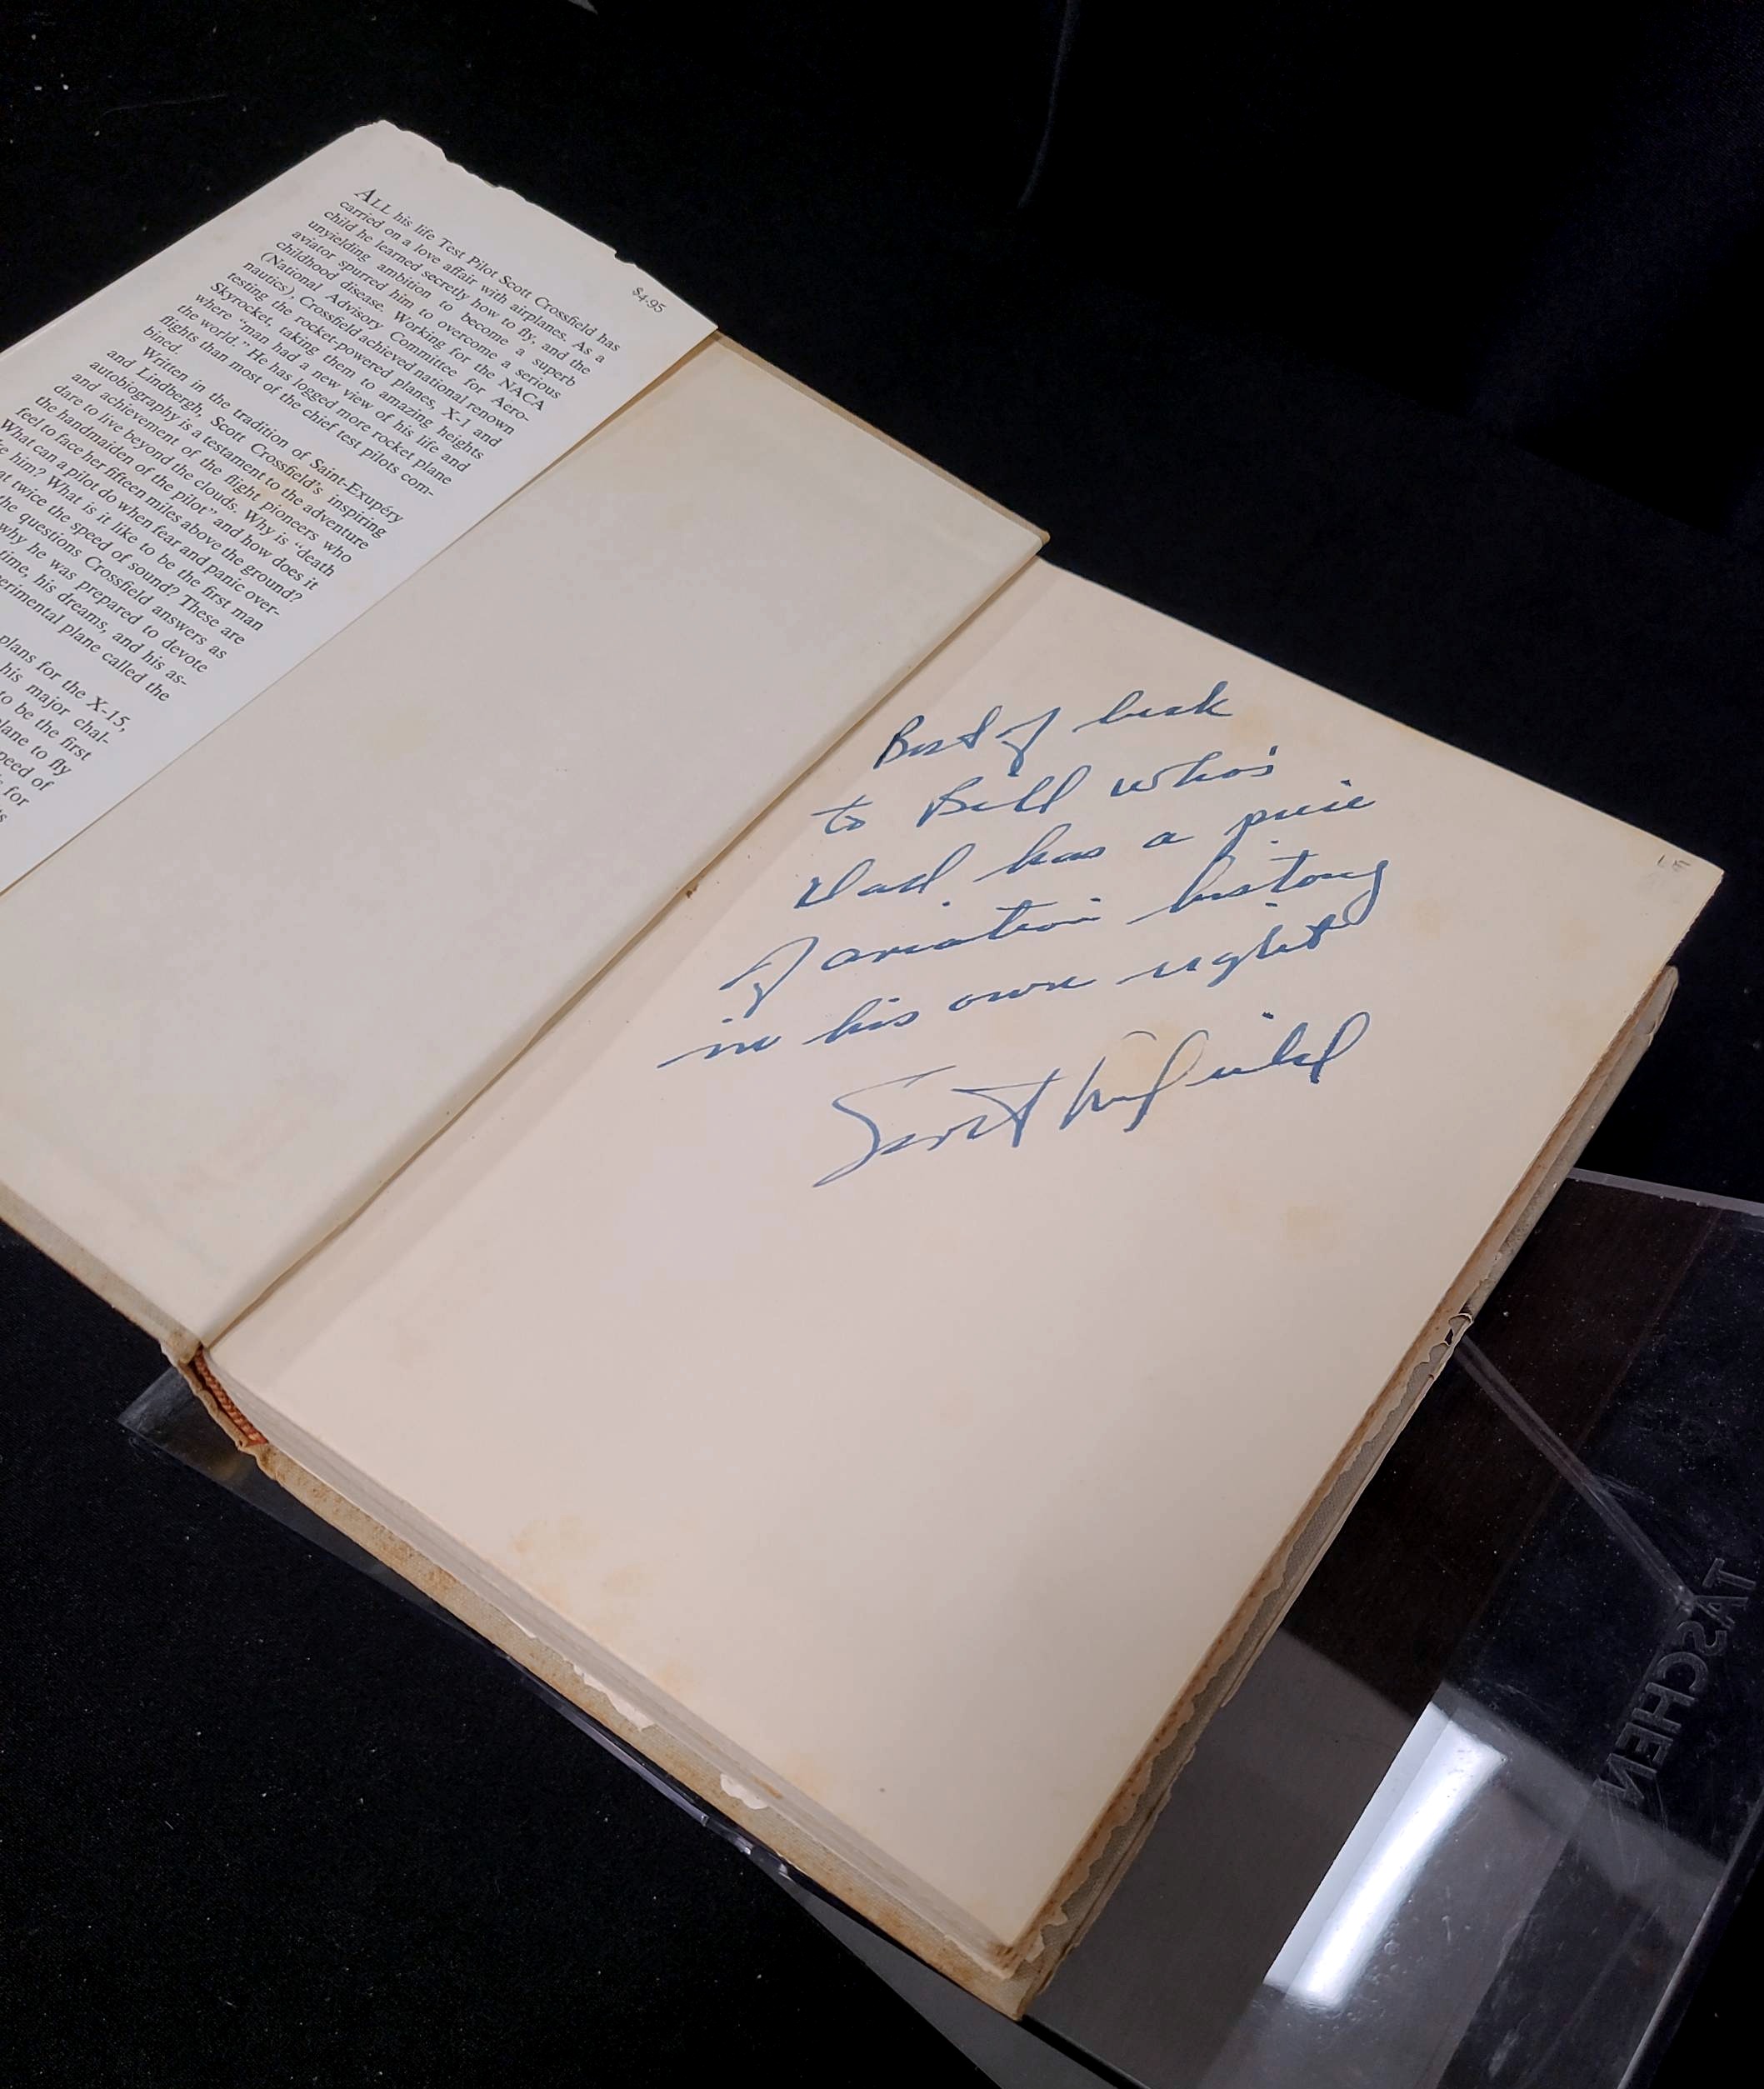 $4.95
ALL his life Test Pilot Scott Crossfield has
carried on a love affair with airplanes. As a
child he learned secretly how to fly, and the
unyielding ambition to become a superb
aviator spurred him to overcome a serious
childhood disease. Working for the NACA
(National Advisory Committee for Aero-
nautics), Crossfield achieved national renown
testing the rocket-powered planes, X-1 and
Skyrocket, taking them to amazing heights
where "man had a new view of his life and
the world." He has logged more rocket plane
flights than most of the chief test pilots com-
bined.
Written in the tradition of Saint-Exupéry
and Lindbergh, Scott Crossfield's inspiring
autobiography is a testament to the adventure
and achievement of the flight pioneers who
dare to live beyond the clouds. Why is "death
the handmaiden of the pilot" and how does it
feel to face her fifteen miles above the ground?
What can a pilot do when fear and panic over-
him? What is it like to be the first man
at twice the speed of sound? These are
the questions Crossfield answers as
why he was prepared to devote
time, his dreams, and his as-
plane called the
plans for the X-15,
his major chal-
to be the first
plane to fly
speed of
for
Best of luck
to Bill who's
Dad has a piece
of aviation history
in his own right
Scott Crossfield
TASCHEN